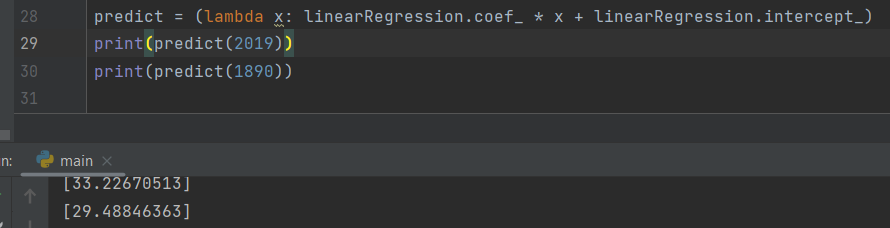 28 predict = (lambda x: linearRegression.coef_ * x + linearRegression.intercept_)
29 print(predict(2019))
30 print(predict(1890))
31
n: main ×
[33.22670513]
[29.48846363]